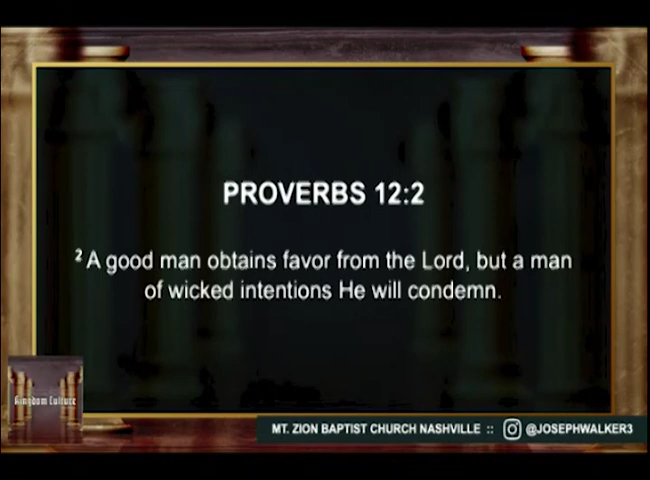 PROVERBS 12:2
² A good man obtains favor from the Lord, but a man
of wicked intentions He will condemn.
Kingdom Culture
MT. ZION BAPTIST CHURCH NASHVILLE :: @JOSEPHWALKER3